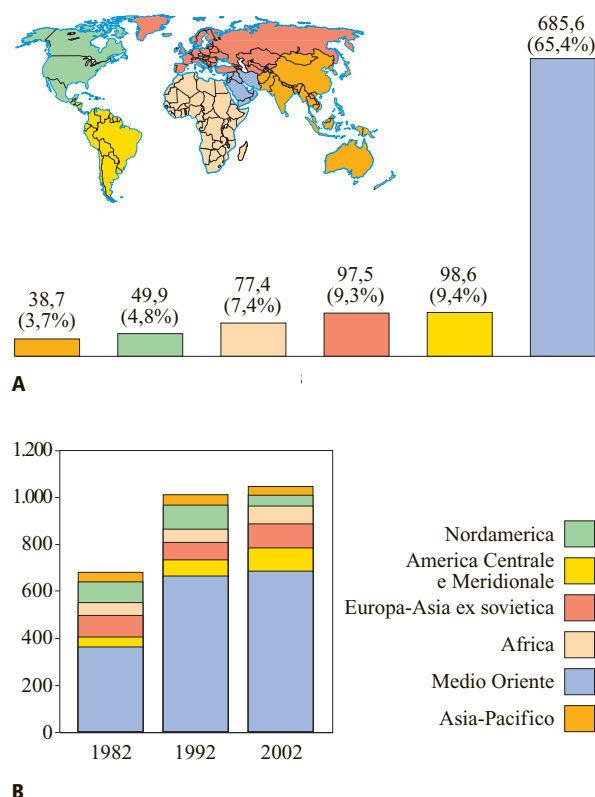 685,6
(65,4%)
38,7
(3,7%)
49,9
(4,8%)
77,4
(7,4%)
97,5
(9,3%)
98,6
(9,4%)
A
1.200
1.000
800
600
400
200
0
1982
1992
2002
Nordamerica
America Centrale
e Meridionale
Europa-Asia ex sovietica
Africa
Medio Oriente
Asia-Pacifico
B